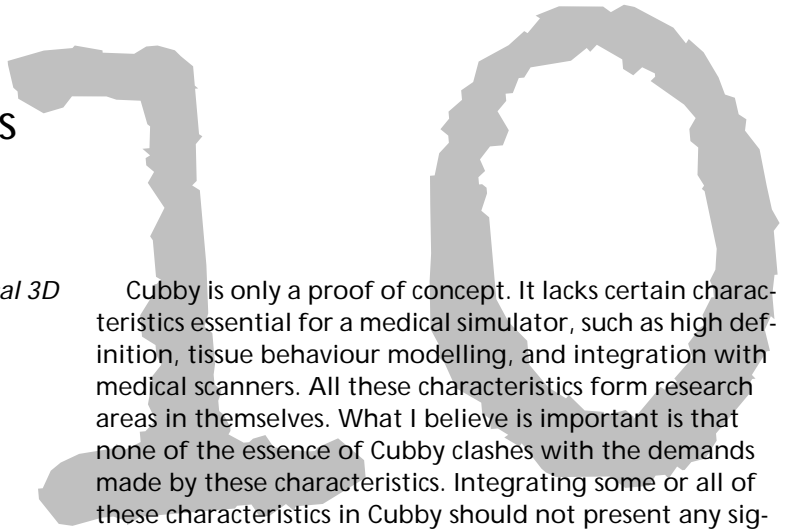 10
s
al 3D
Cubby is only a proof of concept. It lacks certain charac-
teristics essential for a medical simulator, such as high def-
inition, tissue behaviour modelling, and integration with
medical scanners. All these characteristics form research
areas in themselves. What I believe is important is that
none of the essence of Cubby clashes with the demands
made by these characteristics. Integrating some or all of
these characteristics in Cubby should not present any sig-